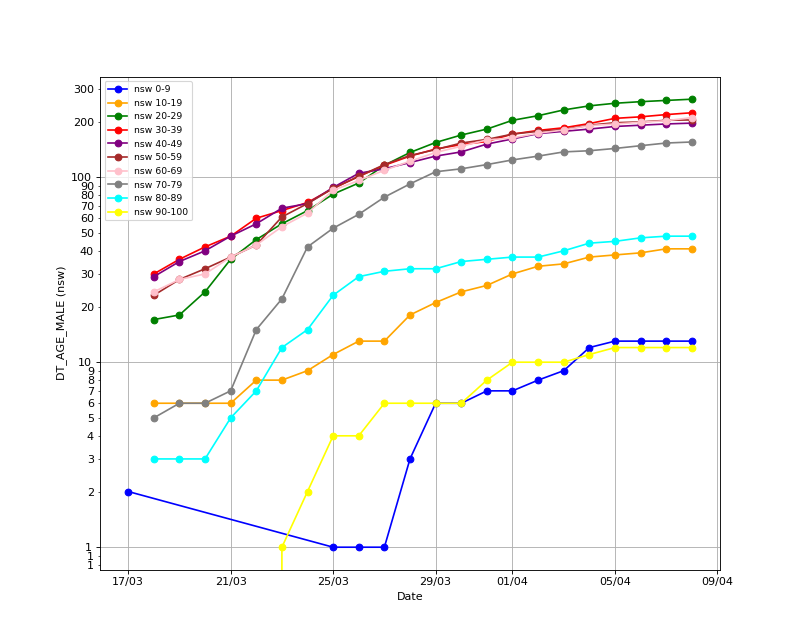 nsw 0-9
nsw 10-19
nsw 20-29
nsw 30-39
nsw 40-49
nsw 50-59
nsw 60-69
nsw 70-79
nsw 80-89
nsw 90-100
300
200
100
90
80
70
60
50
40
30
20
10
9
8
7
6
5
4
3
2
1
1
1
DT_AGE_MALE (nsw)
17/03
21/03
25/03
29/03
01/04
05/04
09/04
Date